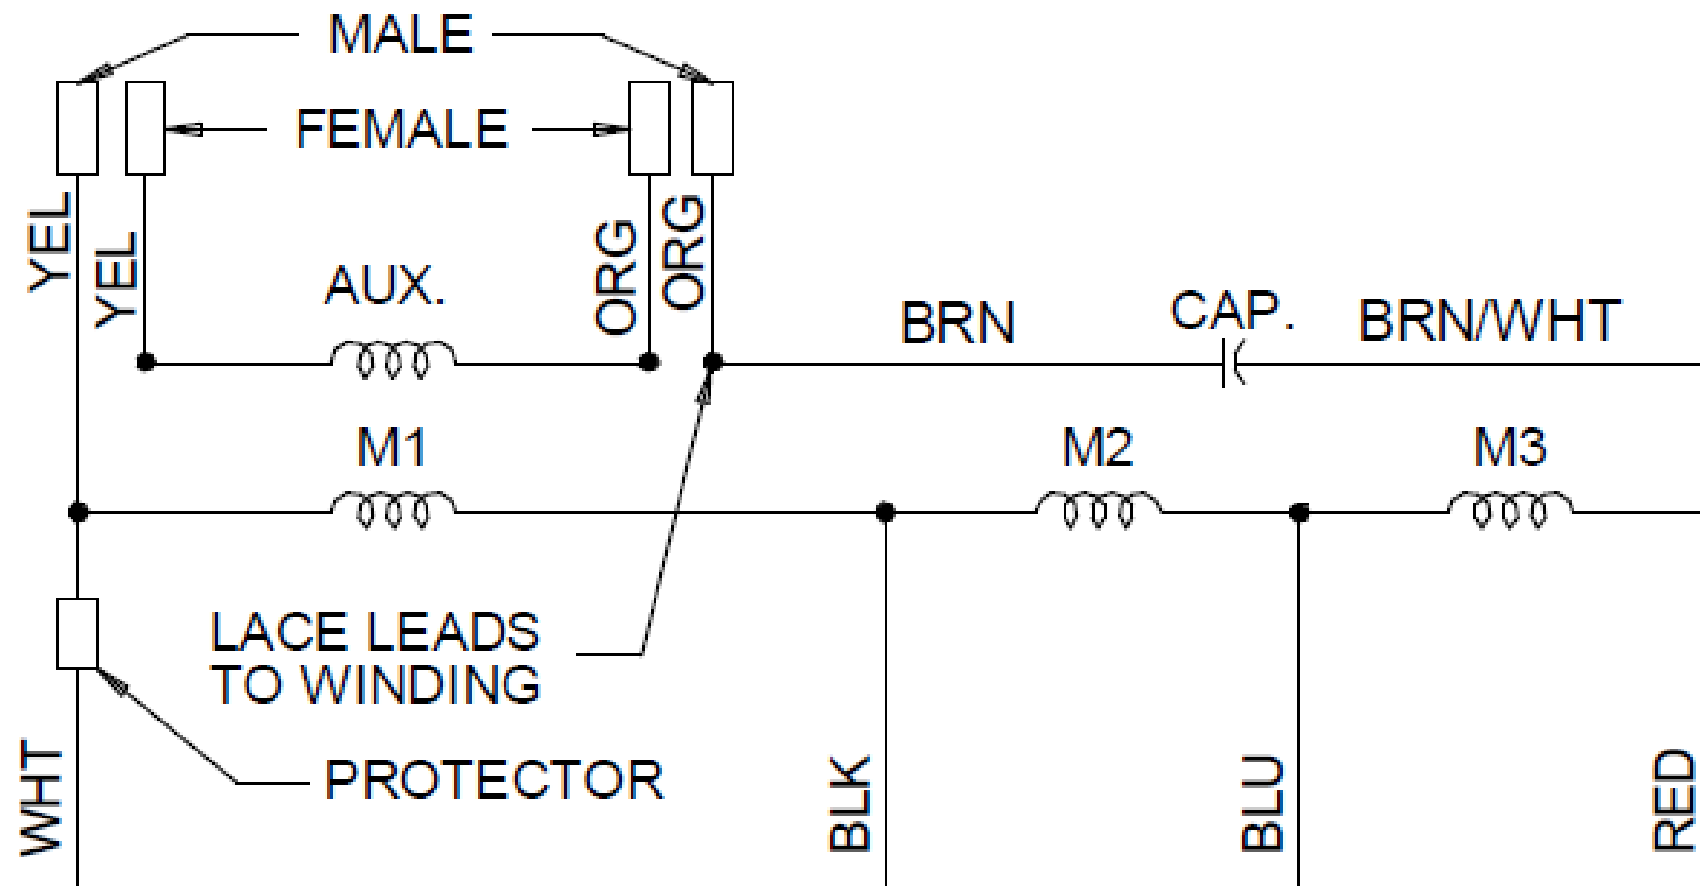 MALE
FEMALE
YEL
YEL
ORG
ORG
AUX.
BRN
CAP.
BRN/WHT
M1
M2
M3
LACE LEADS
TO WINDING
PROTECTOR
WHT
BLK
BLU
RED